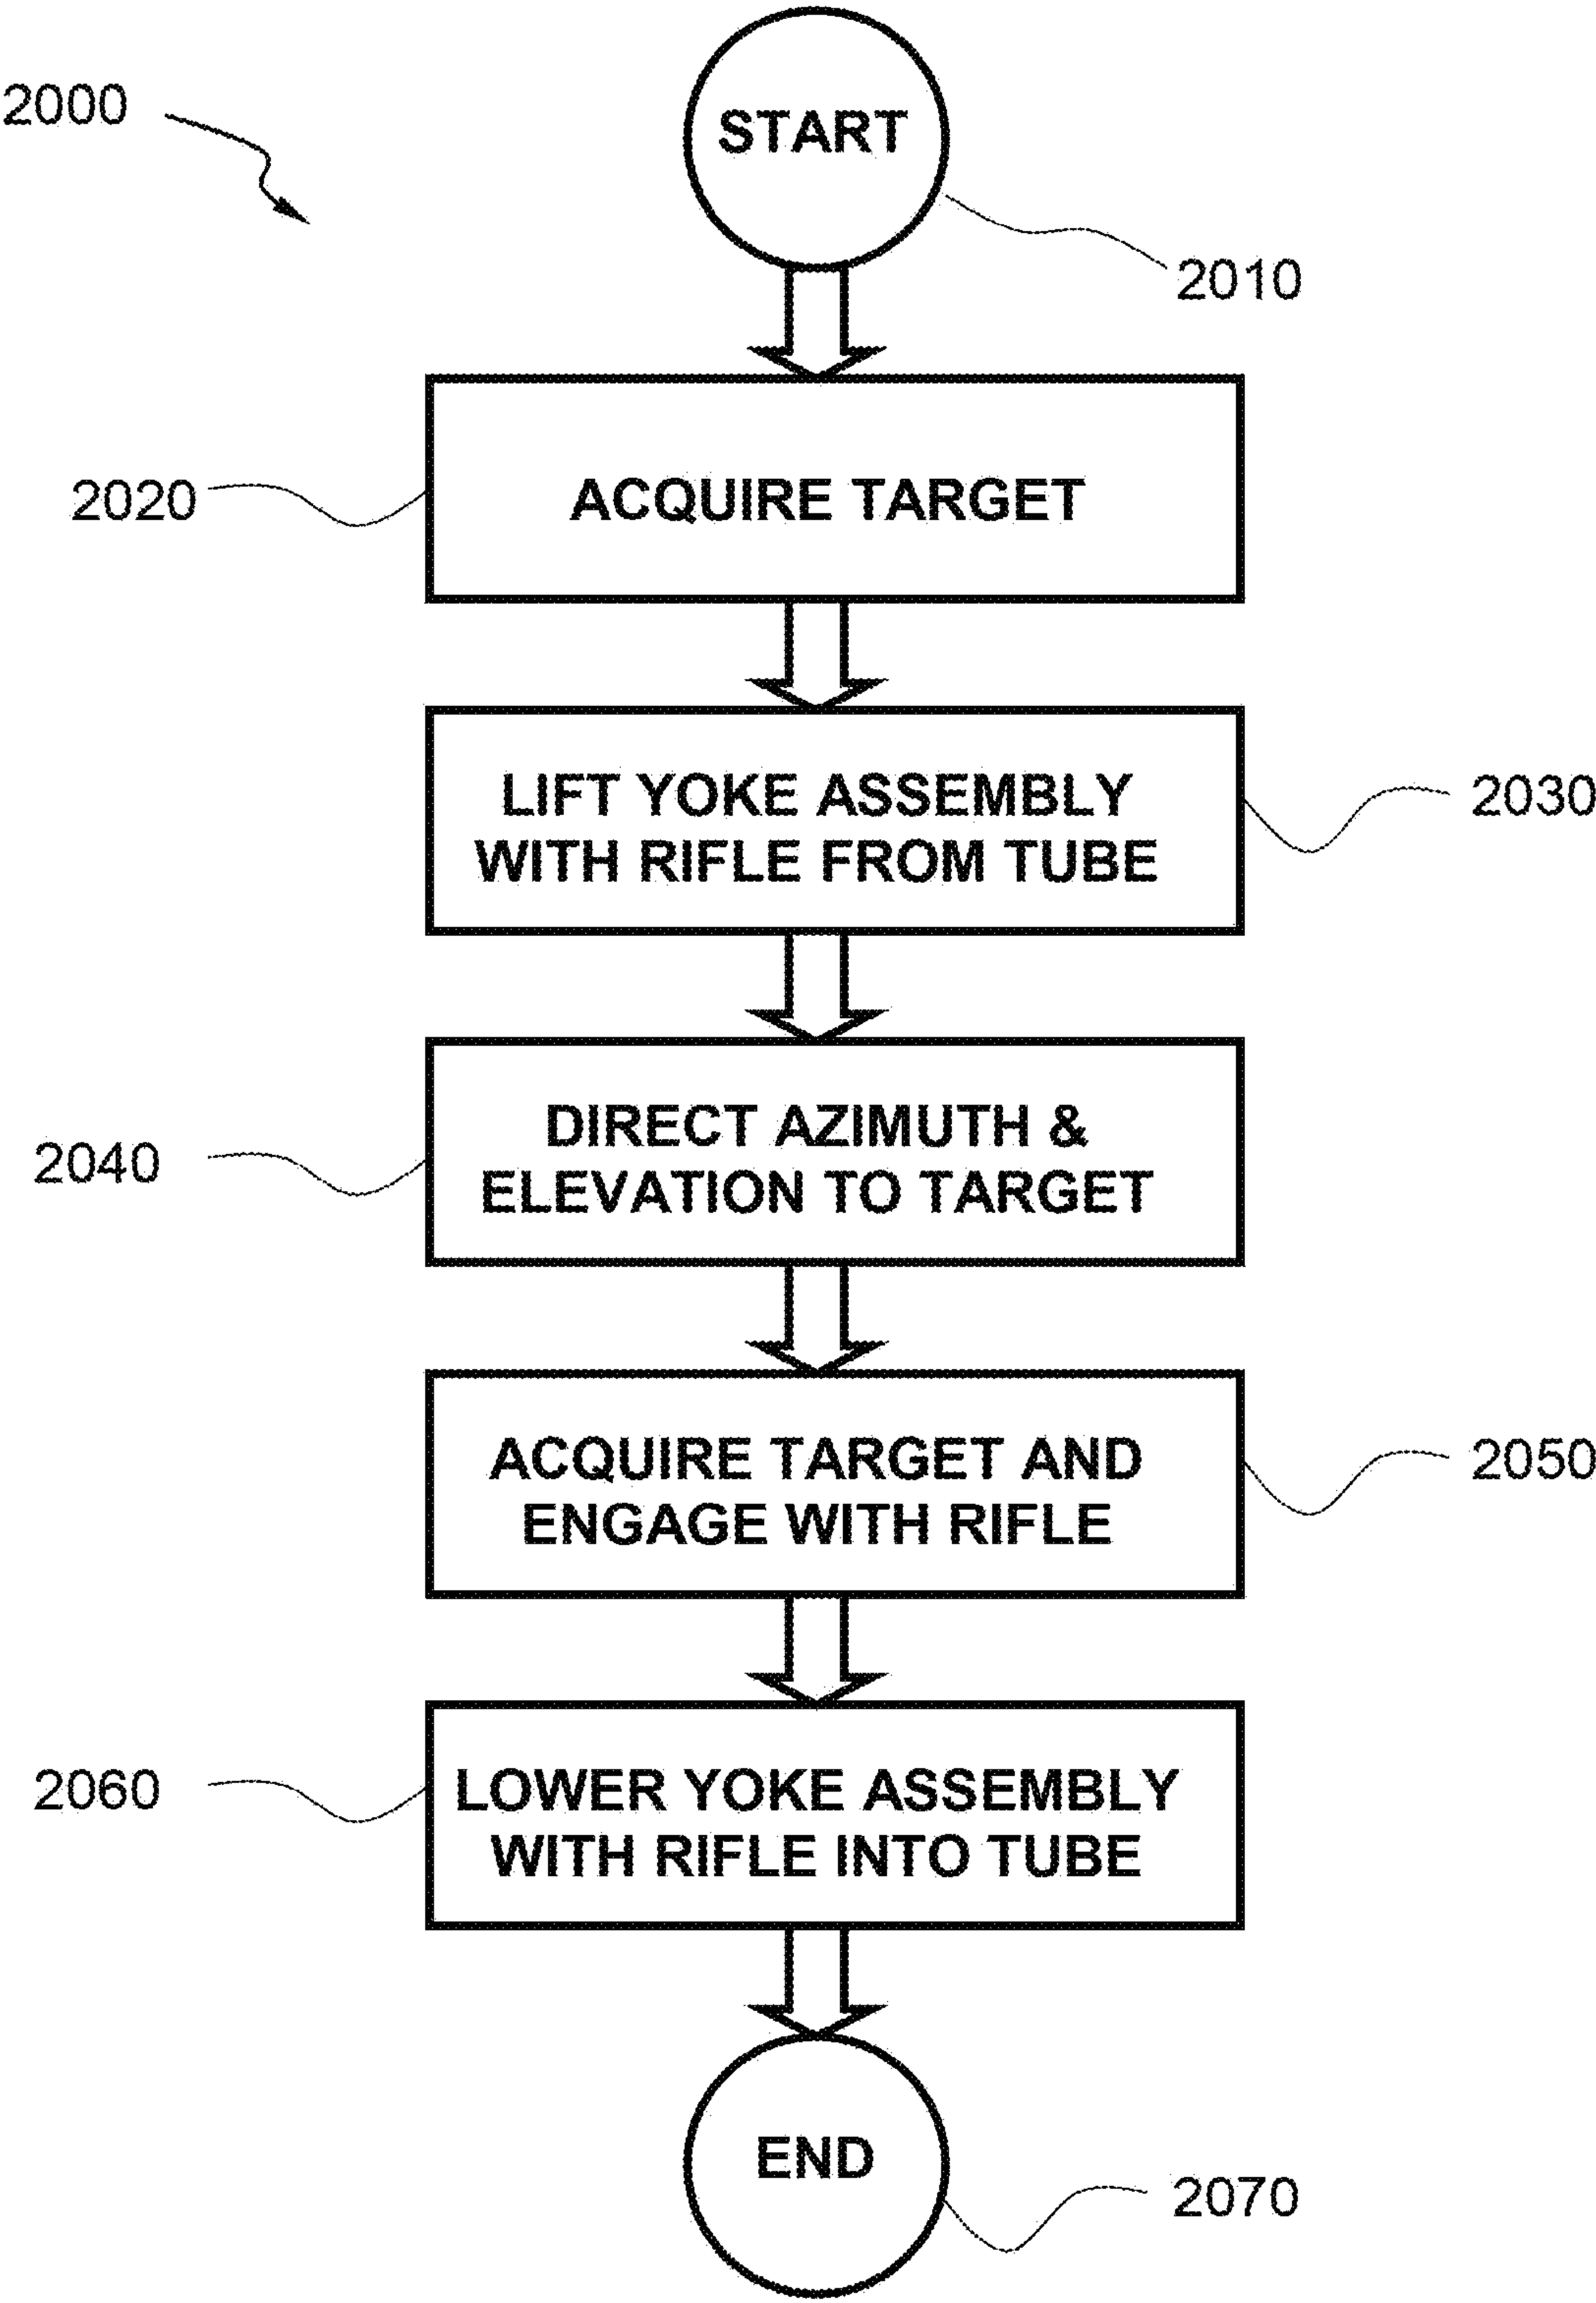 2000
START
2010
2020
ACQUIRE TARGET
LIFT YOKE ASSEMBLY
WITH RIFLE FROM TUBE
2030
2040
DIRECT AZIMUTH &
ELEVATION TO TARGET
ACQUIRE TARGET AND
ENGAGE WITH RIFLE
2050
2060
LOWER YOKE ASSEMBLY
WITH RIFLE INTO TUBE
END
2070